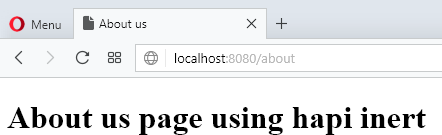 Menu
About us
localhost:8080/about
About us page using hapi inert